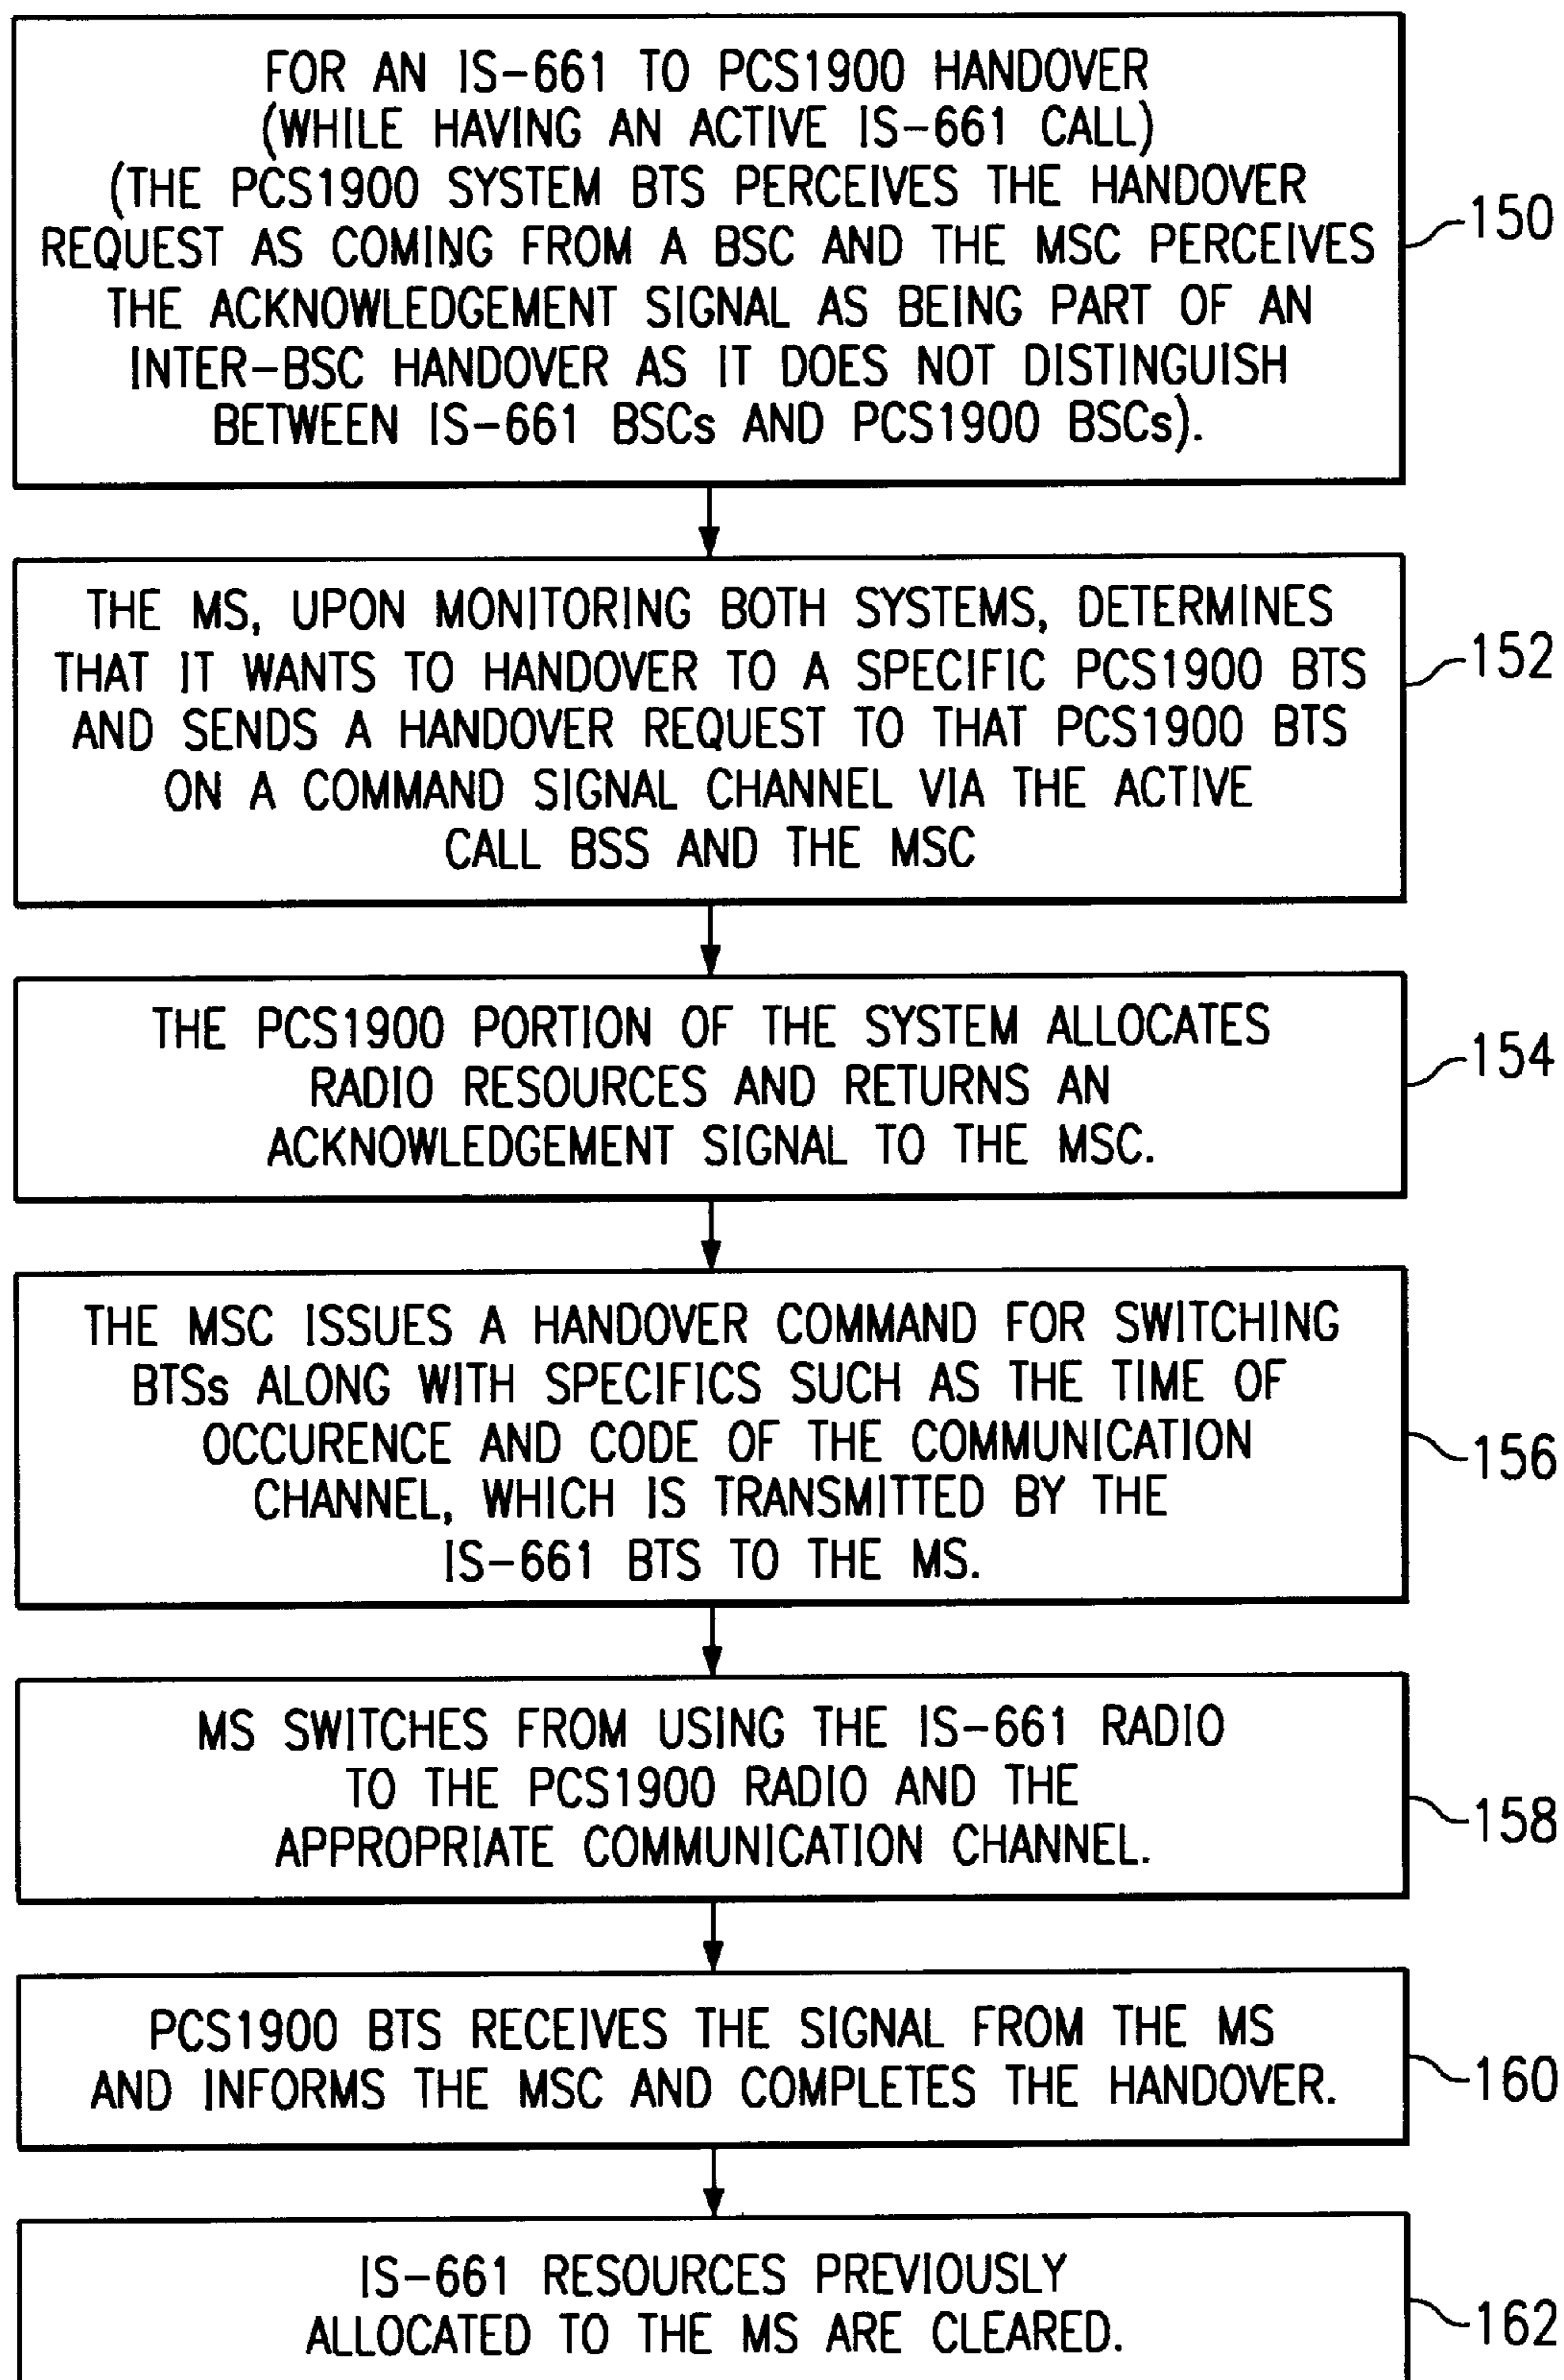 FOR AN IS-661 TO PCS1900 HANDOVER
(WHILE HAVING AN ACTIVE IS-661 CALL)
(THE PCS1900 SYSTEM BTS PERCEIVES THE HANDOVER
REQUEST AS COMING FROM A BSC AND THE MSC PERCEIVES
THE ACKNOWLEDGEMENT SIGNAL AS BEING PART OF AN
INTER-BSC HANDOVER AS IT DOES NOT DISTINGUISH
BETWEEN IS-661 BSCs AND PCS1900 BSCs).
150
THE MS, UPON MONITORING BOTH SYSTEMS, DETERMINES
THAT IT WANTS TO HANDOVER TO A SPECIFIC PCS1900 BTS
AND SENDS A HANDOVER REQUEST TO THAT PCS1900 BTS
ON A COMMAND SIGNAL CHANNEL VIA THE ACTIVE
CALL BSS AND THE MSC
152
THE PCS1900 PORTION OF THE SYSTEM ALLOCATES
RADIO RESOURCES AND RETURNS AN
ACKNOWLEDGEMENT SIGNAL TO THE MSC.
154
THE MSC ISSUES A HANDOVER COMMAND FOR SWITCHING
BTSs ALONG WITH SPECIFICS SUCH AS THE TIME OF
OCCURENCE AND CODE OF THE COMMUNICATION
CHANNEL, WHICH IS TRANSMITTED BY THE
IS-661 BTS TO THE MS.
156
MS SWITCHES FROM USING THE IS-661 RADIO
TO THE PCS1900 RADIO AND THE
APPROPRIATE COMMUNICATION CHANNEL.
158
PCS1900 BTS RECEIVES THE SIGNAL FROM THE MS
AND INFORMS THE MSC AND COMPLETES THE HANDOVER.
160
IS-661 RESOURCES PREVIOUSLY
ALLOCATED TO THE MS ARE CLEARED.
162